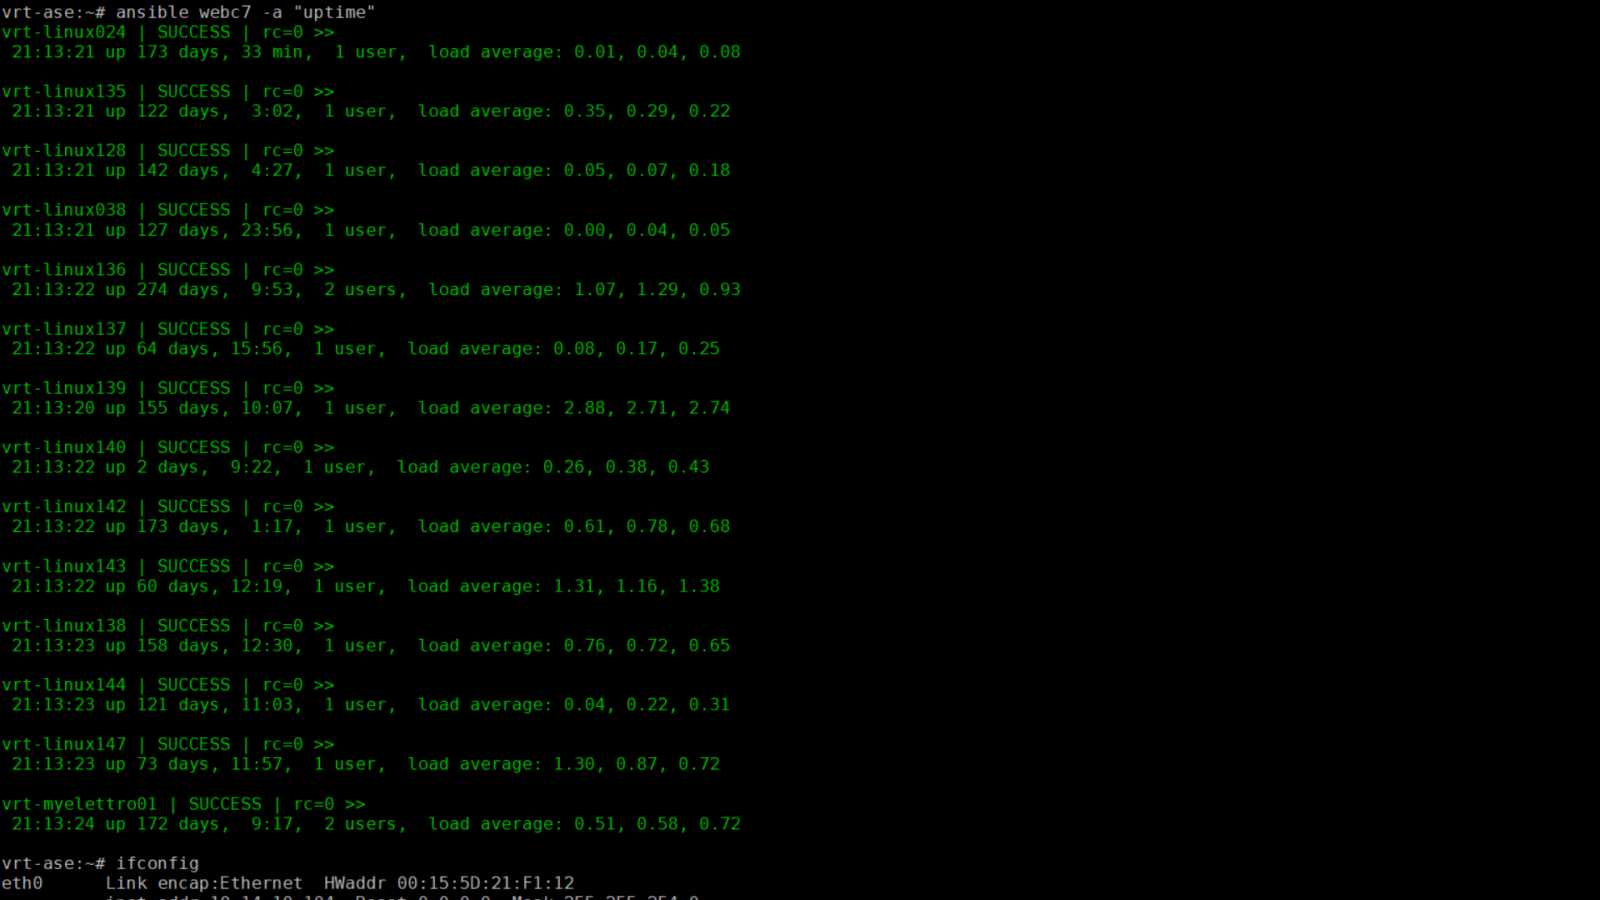 vrt-ase:~# ansible webc7 -a "uptime"
vrt-linux024 | SUCCESS | rc=0 >>
 21:13:21 up 173 days, 33 min,  1 user,  load average: 0.01, 0.04, 0.08

vrt-linux135 | SUCCESS | rc=0 >>
 21:13:21 up 122 days,  3:02,  1 user,  load average: 0.35, 0.29, 0.22

vrt-linux128 | SUCCESS | rc=0 >>
 21:13:21 up 142 days,  4:27,  1 user,  load average: 0.05, 0.07, 0.18

vrt-linux038 | SUCCESS | rc=0 >>
 21:13:21 up 127 days, 23:56,  1 user,  load average: 0.00, 0.04, 0.05

vrt-linux136 | SUCCESS | rc=0 >>
 21:13:22 up 274 days,  9:53,  2 users,  load average: 1.07, 1.29, 0.93

vrt-linux137 | SUCCESS | rc=0 >>
 21:13:22 up 64 days, 15:56,  1 user,  load average: 0.08, 0.17, 0.25

vrt-linux139 | SUCCESS | rc=0 >>
 21:13:20 up 155 days, 10:07,  1 user,  load average: 2.88, 2.71, 2.74

vrt-linux140 | SUCCESS | rc=0 >>
 21:13:22 up 2 days,  9:22,  1 user,  load average: 0.26, 0.38, 0.43

vrt-linux142 | SUCCESS | rc=0 >>
 21:13:22 up 173 days,  1:17,  1 user,  load average: 0.61, 0.78, 0.68

vrt-linux143 | SUCCESS | rc=0 >>
 21:13:22 up 60 days, 12:19,  1 user,  load average: 1.31, 1.16, 1.38

vrt-linux138 | SUCCESS | rc=0 >>
 21:13:23 up 158 days, 12:30,  1 user,  load average: 0.76, 0.72, 0.65

vrt-linux144 | SUCCESS | rc=0 >>
 21:13:23 up 121 days, 11:03,  1 user,  load average: 0.04, 0.22, 0.31

vrt-linux147 | SUCCESS | rc=0 >>
 21:13:23 up 73 days, 11:57,  1 user,  load average: 1.30, 0.87, 0.72

vrt-myelettro01 | SUCCESS | rc=0 >>
 21:13:24 up 172 days,  9:17,  2 users,  load average: 0.51, 0.58, 0.72

vrt-ase:~# ifconfig
eth0      Link encap:Ethernet  HWaddr 00:15:5D:21:F1:12